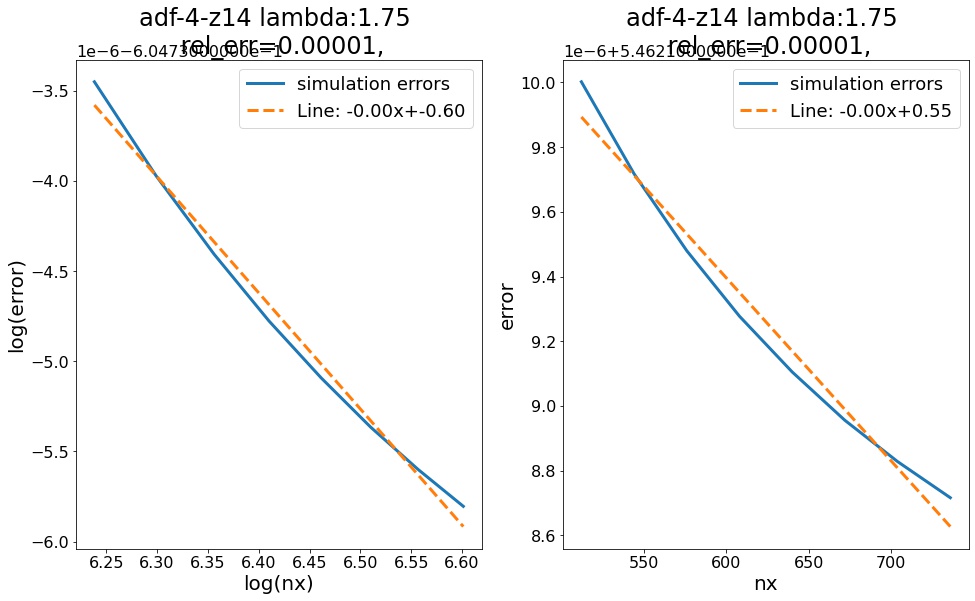 adf-4-z14 lambda:1.75
rel_err=0.00001,
1e−6−6.0473000000e−1
simulation errors
Line: -0.00x+-0.60
−3.5
−4.0
−4.5
−5.0
−5.5
−6.0
log(error)
6.25 6.30 6.35 6.40 6.45 6.50 6.55 6.60
log(nx)
adf-4-z14 lambda:1.75
rel_err=0.00001,
1e−6+5.4621000000e−1
simulation errors
Line: -0.00x+0.55
10.0
9.8
9.6
9.4
9.2
9.0
8.8
8.6
error
550 600 650 700
nx